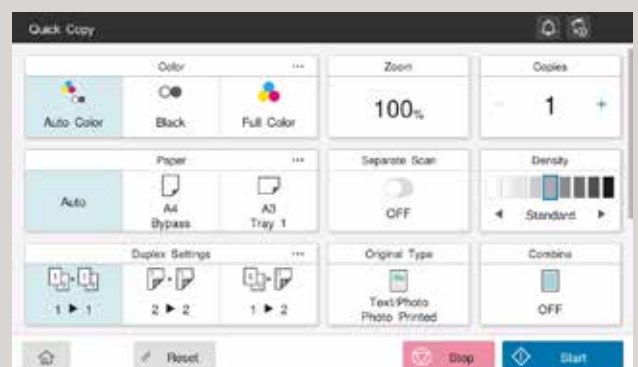 Quick Copy
Color ... Zoom Copies
Auto Color Black Full Color 100% - 1 +
Paper ... Separate Scan Density
Auto A4 Bypass A3 Tray 1 OFF Standard
Duplex Settings ... Original Type Combine
1 ▶ 1 2 ▶ 2 1 ▶ 2 Text/Photo Photo Printed OFF
Reset Stop Start